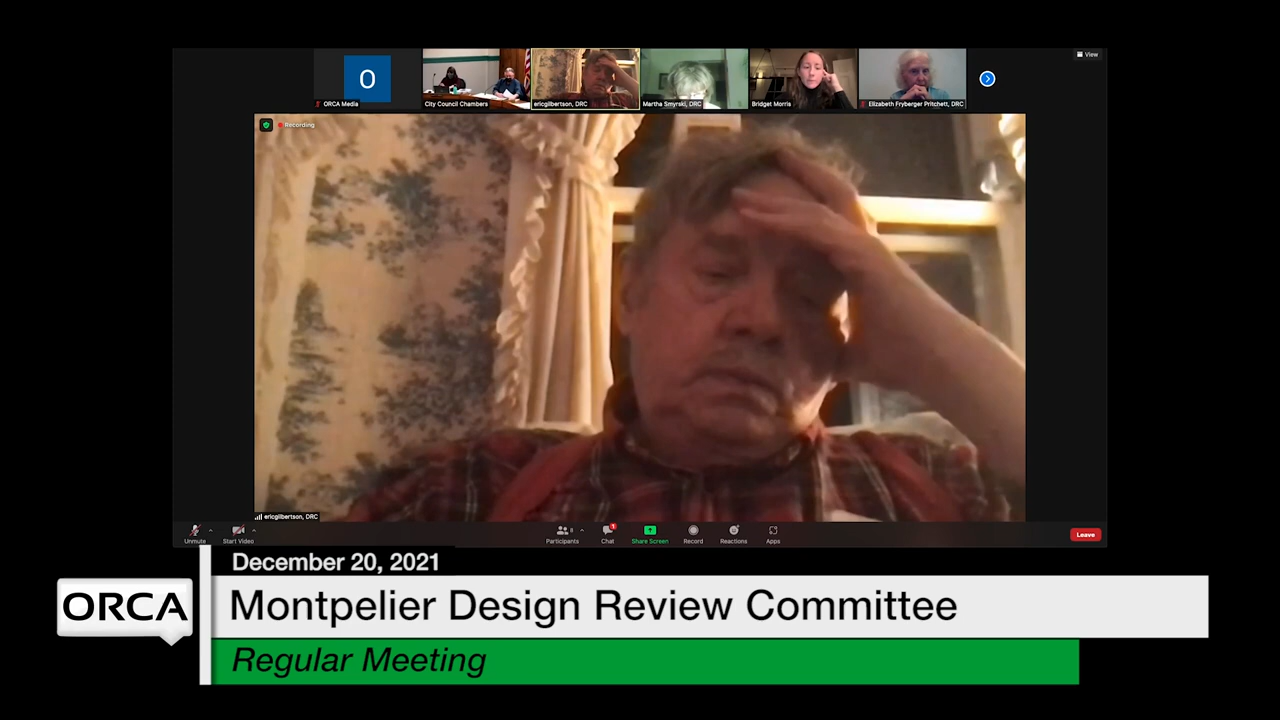 View
O
ORCA Media
City Council Chambers
ericgilbertson, DRC
Martha Smyrski, DRC
Bridget Morris
Elizabeth Fryberger Pritchett, DRC
Recording
ericgilbertson, DRC
Unmute
Start Video
Participants
8
Chat
1
Share Screen
Record
Reactions
Apps
Leave
December 20, 2021
ORCA
Montpelier Design Review Committee
Regular Meeting